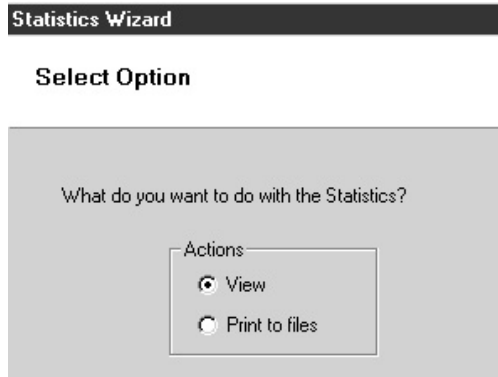 Statistics Wizard
Select Option
What do you want to do with the Statistics?
Actions
View
Print to files